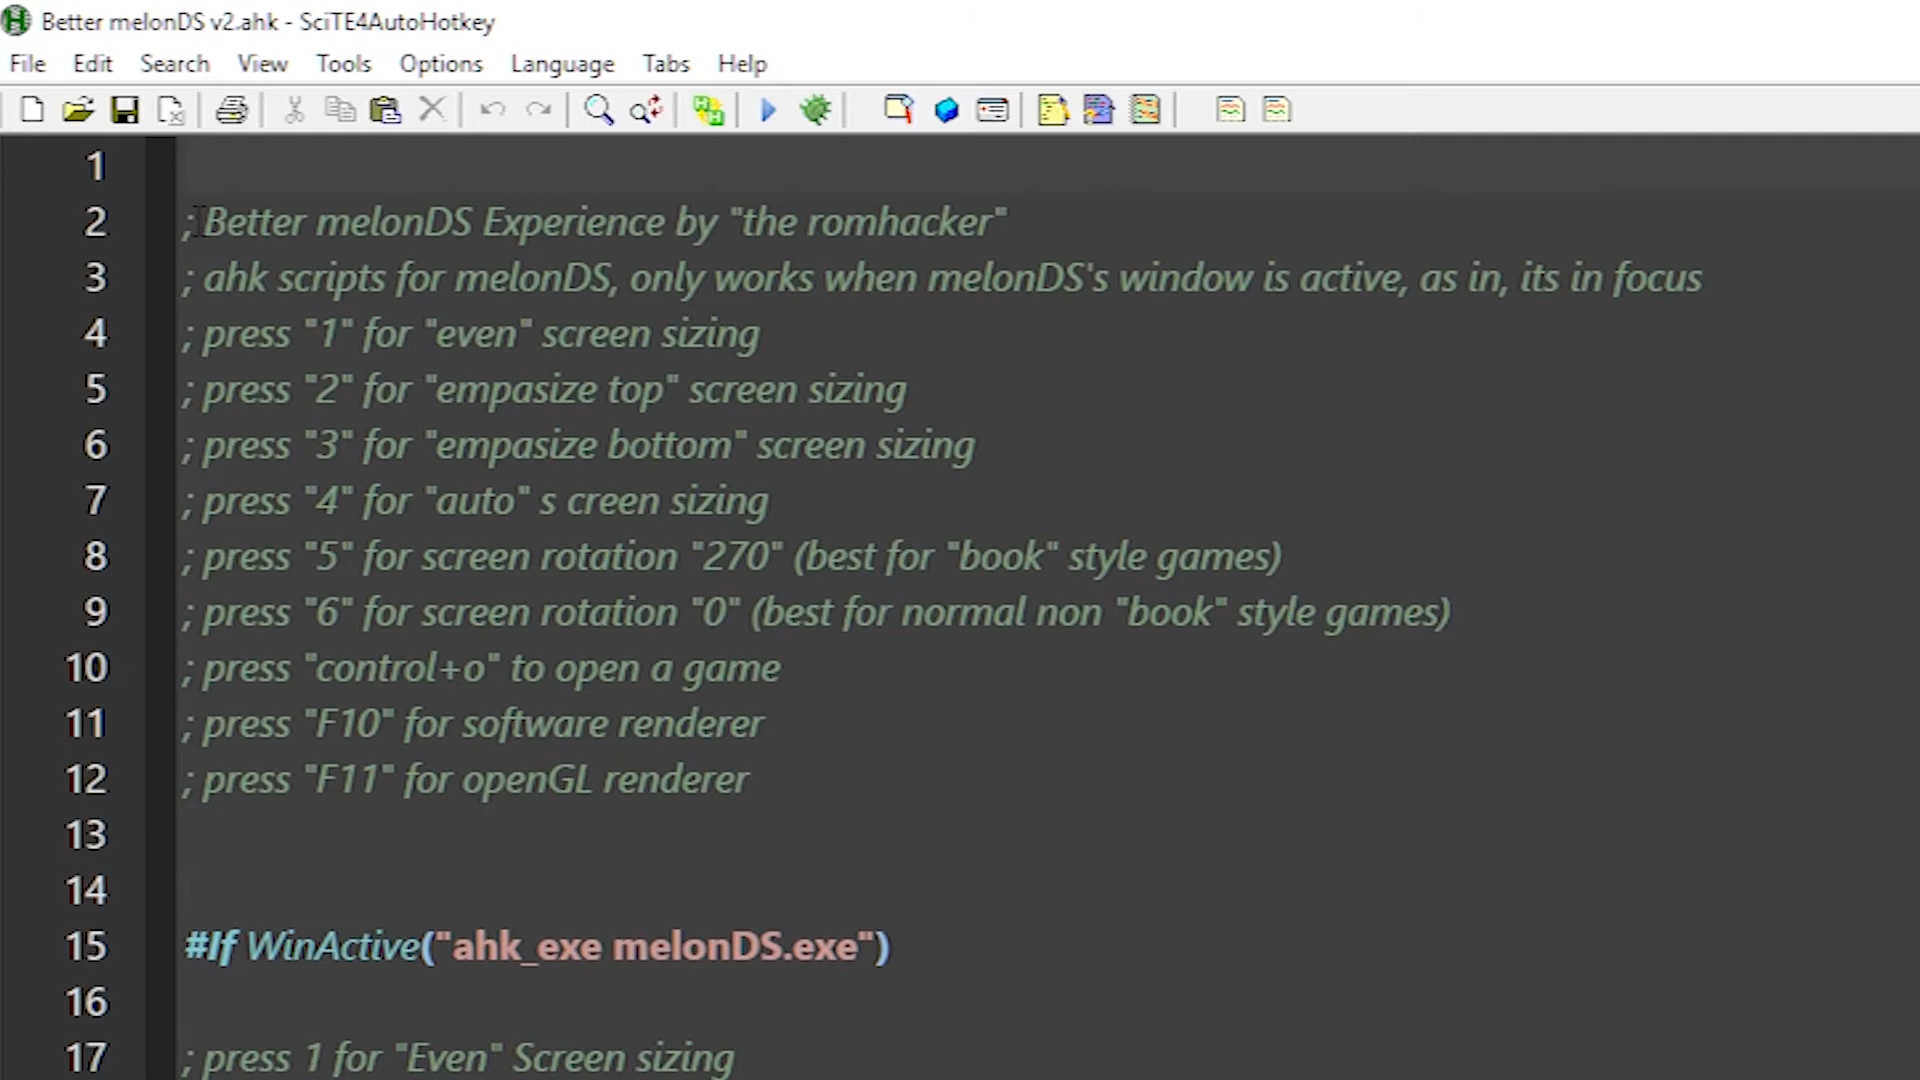 Better melonDS v2.ahk - SciTE4AutoHotkey
File Edit Search View Tools Options Language Tabs Help
1
2 ; Better melonDS Experience by "the romhacker"
3 ; ahk scripts for melonDS, only works when melonDS's window is active, as in, its in focus
4 ; press "1" for "even" screen sizing
5 ; press "2" for "empasize top" screen sizing
6 ; press "3" for "empasize bottom" screen sizing
7 ; press "4" for "auto" s creen sizing
8 ; press "5" for screen rotation "270" (best for "book" style games)
9 ; press "6" for screen rotation "0" (best for normal non "book" style games)
10 ; press "control+o" to open a game
11 ; press "F10" for software renderer
12 ; press "F11" for openGL renderer
13
14
15 #If WinActive("ahk_exe melonDS.exe")
16
17 ; press 1 for "Even" Screen sizing